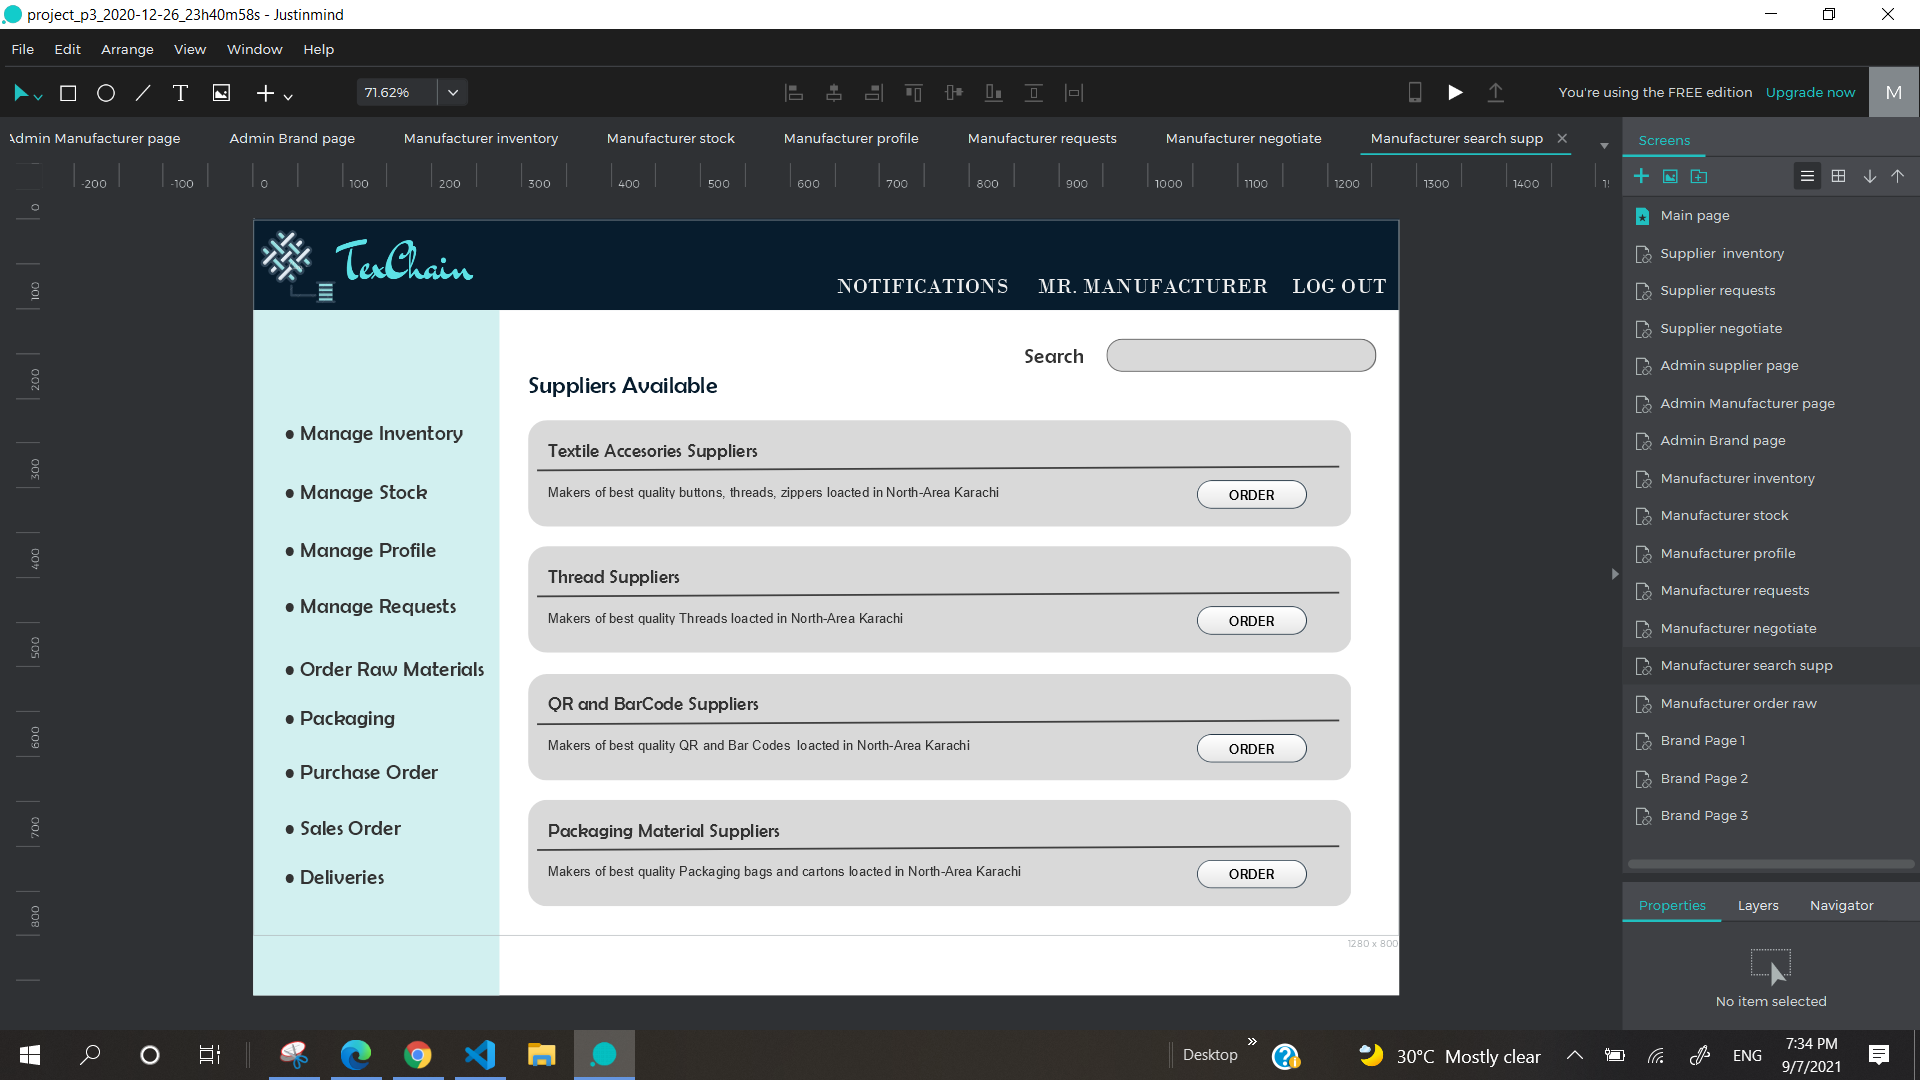 project_p3_2020-12-26_23h40m58s - Justinmind
File Edit Arrange View Window Help
71.62%
You're using the FREE edition Upgrade now M
Admin Manufacturer page Admin Brand page Manufacturer inventory Manufacturer stock Manufacturer profile Manufacturer requests Manufacturer negotiate Manufacturer search supp
Screens
-200 -100 0 100 200 300 400 500 600 700 800 900 1000 1100 1200 1300 1400
0
100
200
300
400
500
600
700
800
TexChain
NOTIFICATIONS MR. MANUFACTURER LOG OUT
Search
Suppliers Available
• Manage Inventory
• Manage Stock
• Manage Profile
• Manage Requests
• Order Raw Materials
• Packaging
• Purchase Order
• Sales Order
• Deliveries
Textile Accesories Suppliers
Makers of best quality buttons, threads, zippers loacted in North-Area Karachi
ORDER
Thread Suppliers
Makers of best quality Threads loacted in North-Area Karachi
ORDER
QR and BarCode Suppliers
Makers of best quality QR and Bar Codes loacted in North-Area Karachi
ORDER
Packaging Material Suppliers
Makers of best quality Packaging bags and cartons loacted in North-Area Karachi
ORDER
1280 x 800
Main page
Supplier inventory
Supplier requests
Supplier negotiate
Admin supplier page
Admin Manufacturer page
Admin Brand page
Manufacturer inventory
Manufacturer stock
Manufacturer profile
Manufacturer requests
Manufacturer negotiate
Manufacturer search supp
Manufacturer order raw
Brand Page 1
Brand Page 2
Brand Page 3
Properties Layers Navigator
No item selected
Desktop
30°C Mostly clear
ENG
7:34 PM
9/7/2021